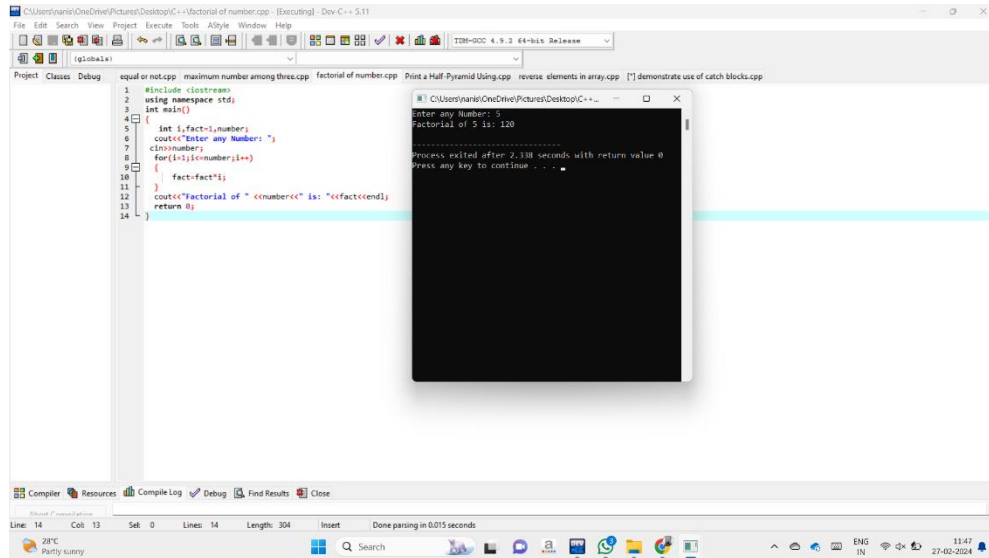 C:\Users\nanis\OneDrive\Pictures\Desktop\C++\factorial of number.cpp - [Executing] - Dev-C++ 5.11
File Edit Search View Project Execute Tools AStyle Window Help
TDM-GCC 4.9.2 64-bit Release
(globals)
Project Classes Debug
equal or not.cpp maximum number among three.cpp factorial of number.cpp Print a Half-Pyramid Using.cpp reverse elements in array.cpp [*] demonstrate use of catch blocks.cpp
1 #include <iostream>
2 using namespace std;
3 int main()
4 {
5 int i,fact=1,number;
6 cout<<"Enter any Number: ";
7 cin>>number;
8 for(i=1;i<=number;i++)
9 {
10 fact=fact*i;
11 }
12 cout<<"Factorial of " <<number<<" is: "<<fact<<endl;
13 return 0;
14 }
C:\Users\nanis\OneDrive\Pictures\Desktop\C++...
Enter any Number: 5
Factorial of 5 is: 120
--------------------------------
Process exited after 2.338 seconds with return value 0
Press any key to continue . . .
Compiler Resources Compile Log Debug Find Results Close
Abort Compilation
Line: 14 Col: 13 Sel: 0 Lines: 14 Length: 304 Insert Done parsing in 0.015 seconds
28°C
Partly sunny
Search
ENG
IN
11:47
27-02-2024